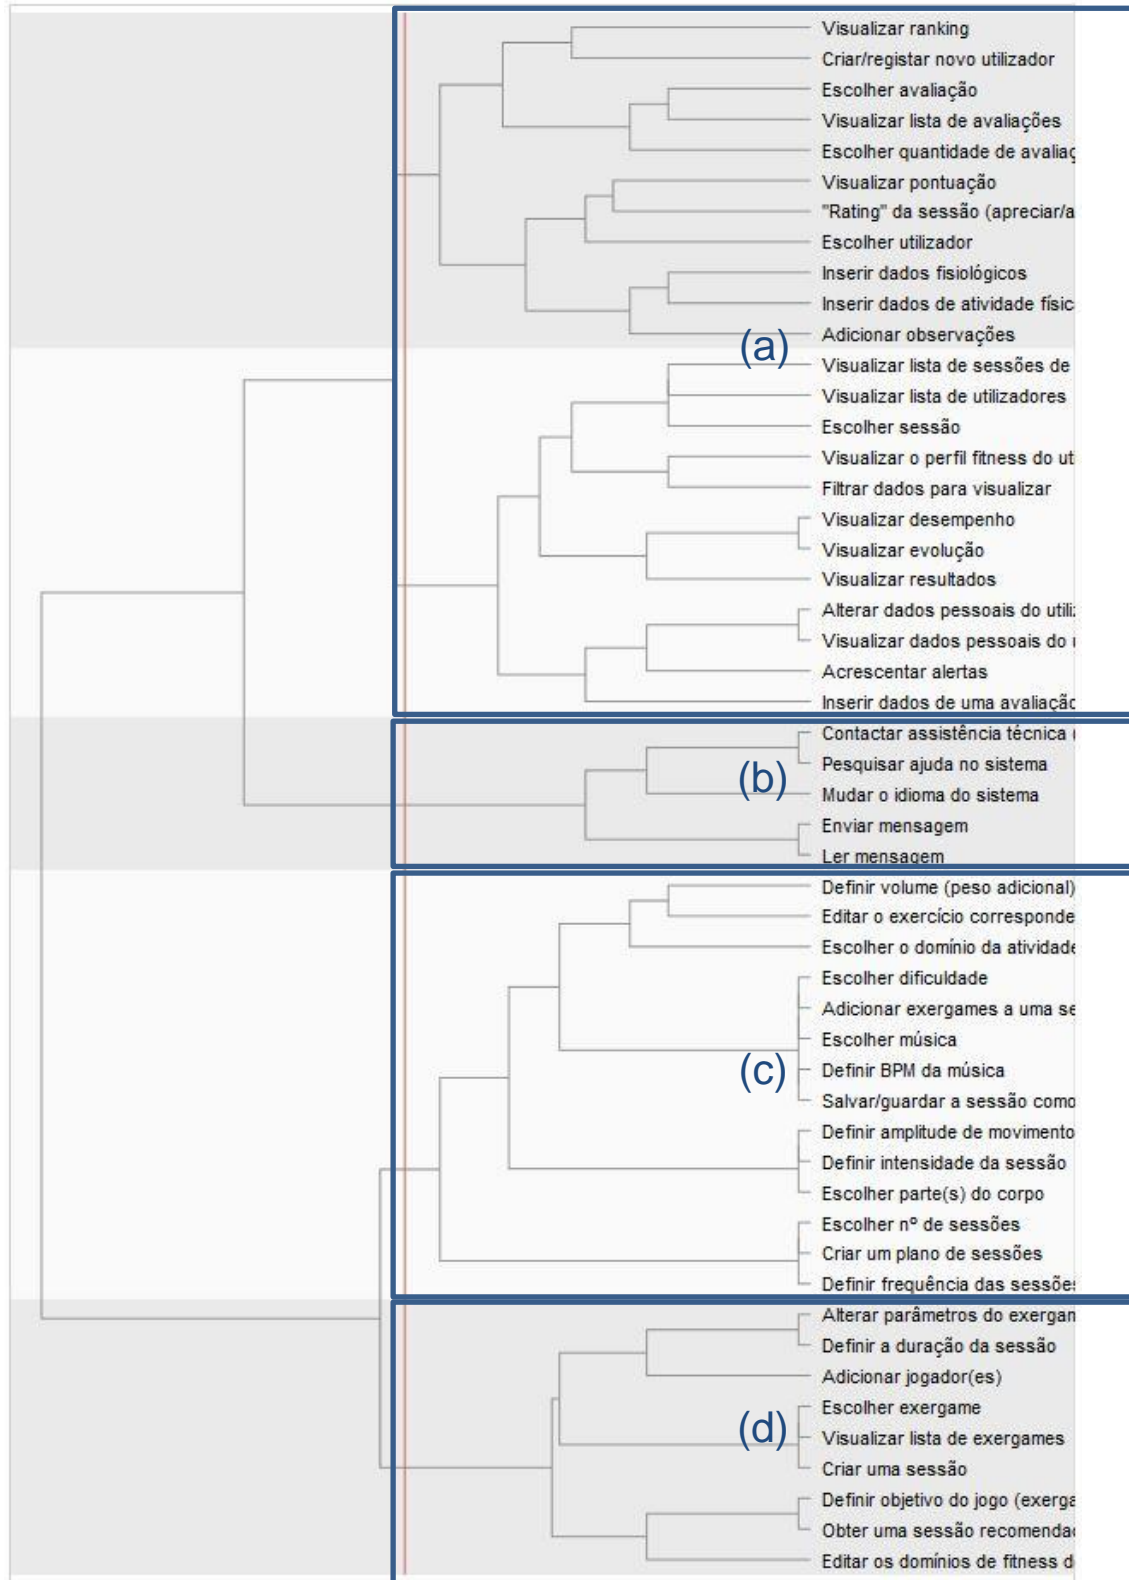 Visualizar ranking
Criar/registar novo utilizador
Escolher avaliação
Visualizar lista de avaliações
Escolher quantidade de avaliaç
Visualizar pontuação
"Rating" da sessão (apreciar/a
Escolher utilizador
Inserir dados fisiológicos
Inserir dados de atividade físic
Adicionar observações
(a)
Visualizar lista de sessões de
Visualizar lista de utilizadores
Escolher sessão
Visualizar o perfil fitness do ut
Filtrar dados para visualizar
Visualizar desempenho
Visualizar evolução
Visualizar resultados
Alterar dados pessoais do utili
Visualizar dados pessoais do
Acrescentar alertas
Inserir dados de uma avaliação
Contactar assistência técnica
Pesquisar ajuda no sistema
(b)
Mudar o idioma do sistema
Enviar mensagem
Ler mensagem
Definir volume (peso adicional)
Editar o exercício corresponde
Escolher o domínio da atividade
Escolher dificuldade
Adicionar exergames a uma se
Escolher música
Definir BPM da música
(c)
Salvar/guardar a sessão como
Definir amplitude de movimento
Definir intensidade da sessão
Escolher parte(s) do corpo
Escolher nº de sessões
Criar um plano de sessões
Definir frequência das sessões
Alterar parâmetros do exergam
Definir a duração da sessão
Adicionar jogador(es)
Escolher exergame
(d)
Visualizar lista de exergames
Criar uma sessão
Definir objetivo do jogo (exerga
Obter uma sessão recomendad
Editar os domínios de fitness d